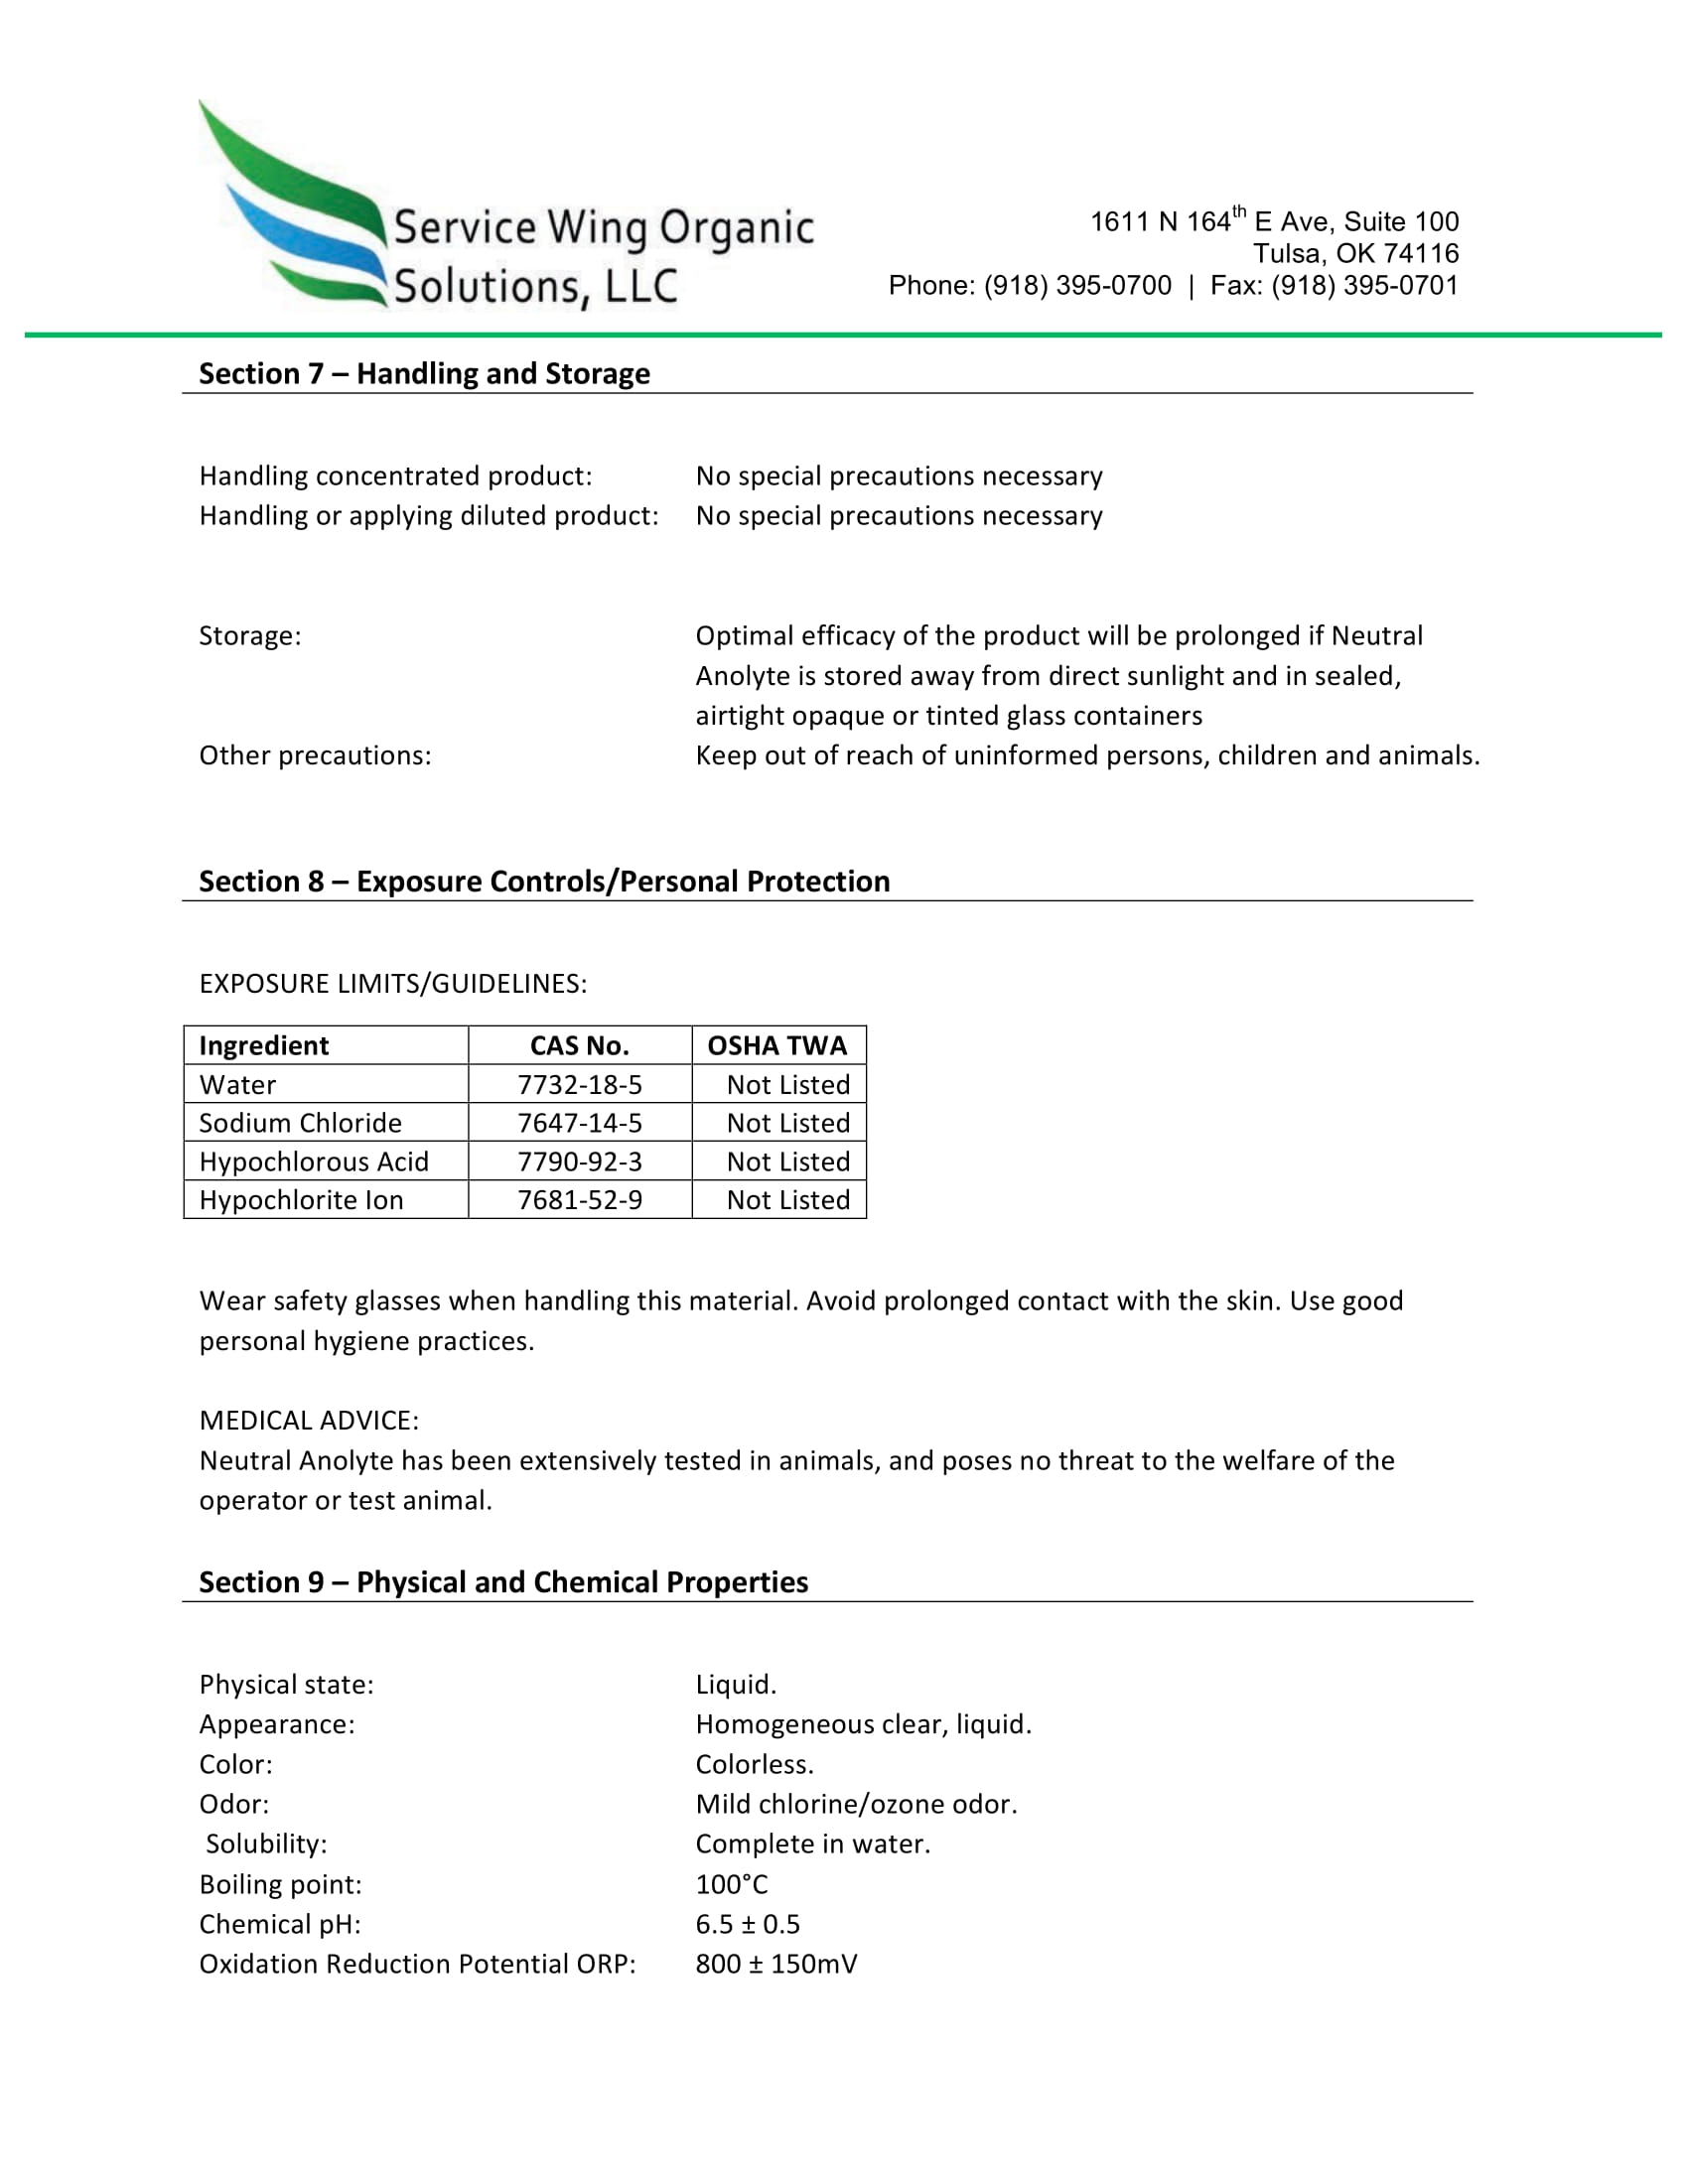 Service Wing Organic
Solutions, LLC
1611 N 164th E Ave, Suite 100
Tulsa, OK 74116
Phone: (918) 395-0700 | Fax: (918) 395-0701
Section 7 – Handling and Storage
Handling concentrated product: No special precautions necessary
Handling or applying diluted product: No special precautions necessary
Storage: Optimal efficacy of the product will be prolonged if Neutral
Anolyte is stored away from direct sunlight and in sealed,
airtight opaque or tinted glass containers
Other precautions: Keep out of reach of uninformed persons, children and animals.
Section 8 – Exposure Controls/Personal Protection
EXPOSURE LIMITS/GUIDELINES:
Ingredient CAS No. OSHA TWA
Water 7732-18-5 Not Listed
Sodium Chloride 7647-14-5 Not Listed
Hypochlorous Acid 7790-92-3 Not Listed
Hypochlorite Ion 7681-52-9 Not Listed
Wear safety glasses when handling this material. Avoid prolonged contact with the skin. Use good
personal hygiene practices.
MEDICAL ADVICE:
Neutral Anolyte has been extensively tested in animals, and poses no threat to the welfare of the
operator or test animal.
Section 9 – Physical and Chemical Properties
Physical state: Liquid.
Appearance: Homogeneous clear, liquid.
Color: Colorless.
Odor: Mild chlorine/ozone odor.
Solubility: Complete in water.
Boiling point: 100°C
Chemical pH: 6.5 ± 0.5
Oxidation Reduction Potential ORP: 800 ± 150mV